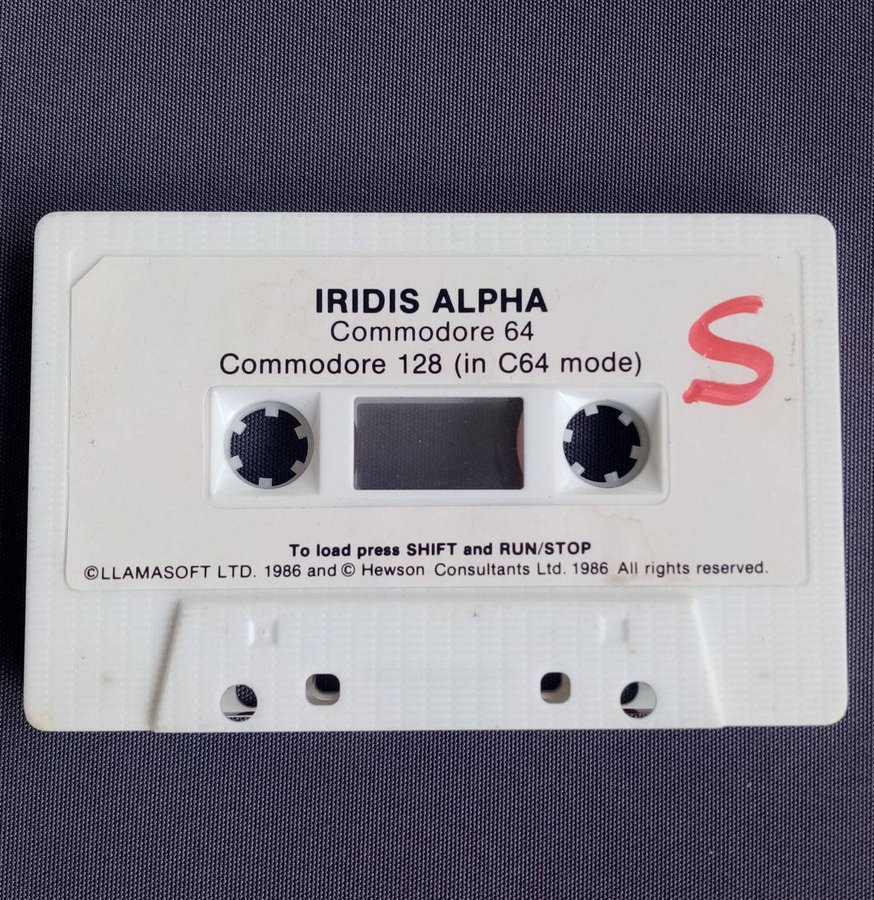 IRIDIS ALPHA
Commodore 64
Commodore 128 (in C64 mode)
S
To load press SHIFT and RUN/STOP
©LLAMASOFT LTD. 1986 and © Hewson Consultants Ltd. 1986 All rights reserved.